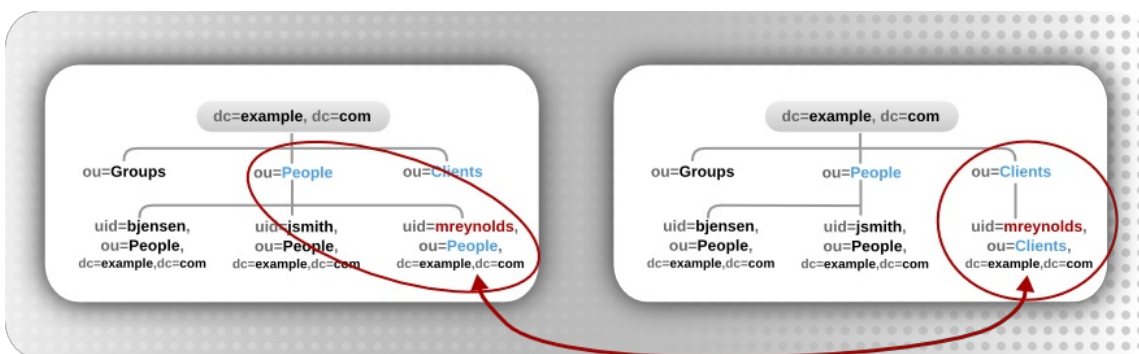 dc=example, dc=com
ou=Groups
ou=People
ou=Clients
uid=bjensen,
ou=People,
dc=example,dc=com
uid=jsmith,
ou=People,
dc=example,dc=com
uid=mreynolds,
ou=People,
dc=example,dc=com
dc=example, dc=com
ou=Groups
ou=People
ou=Clients
uid=bjensen,
ou=People,
dc=example,dc=com
uid=jsmith,
ou=People,
dc=example,dc=com
uid=mreynolds,
ou=Clients,
dc=example,dc=com